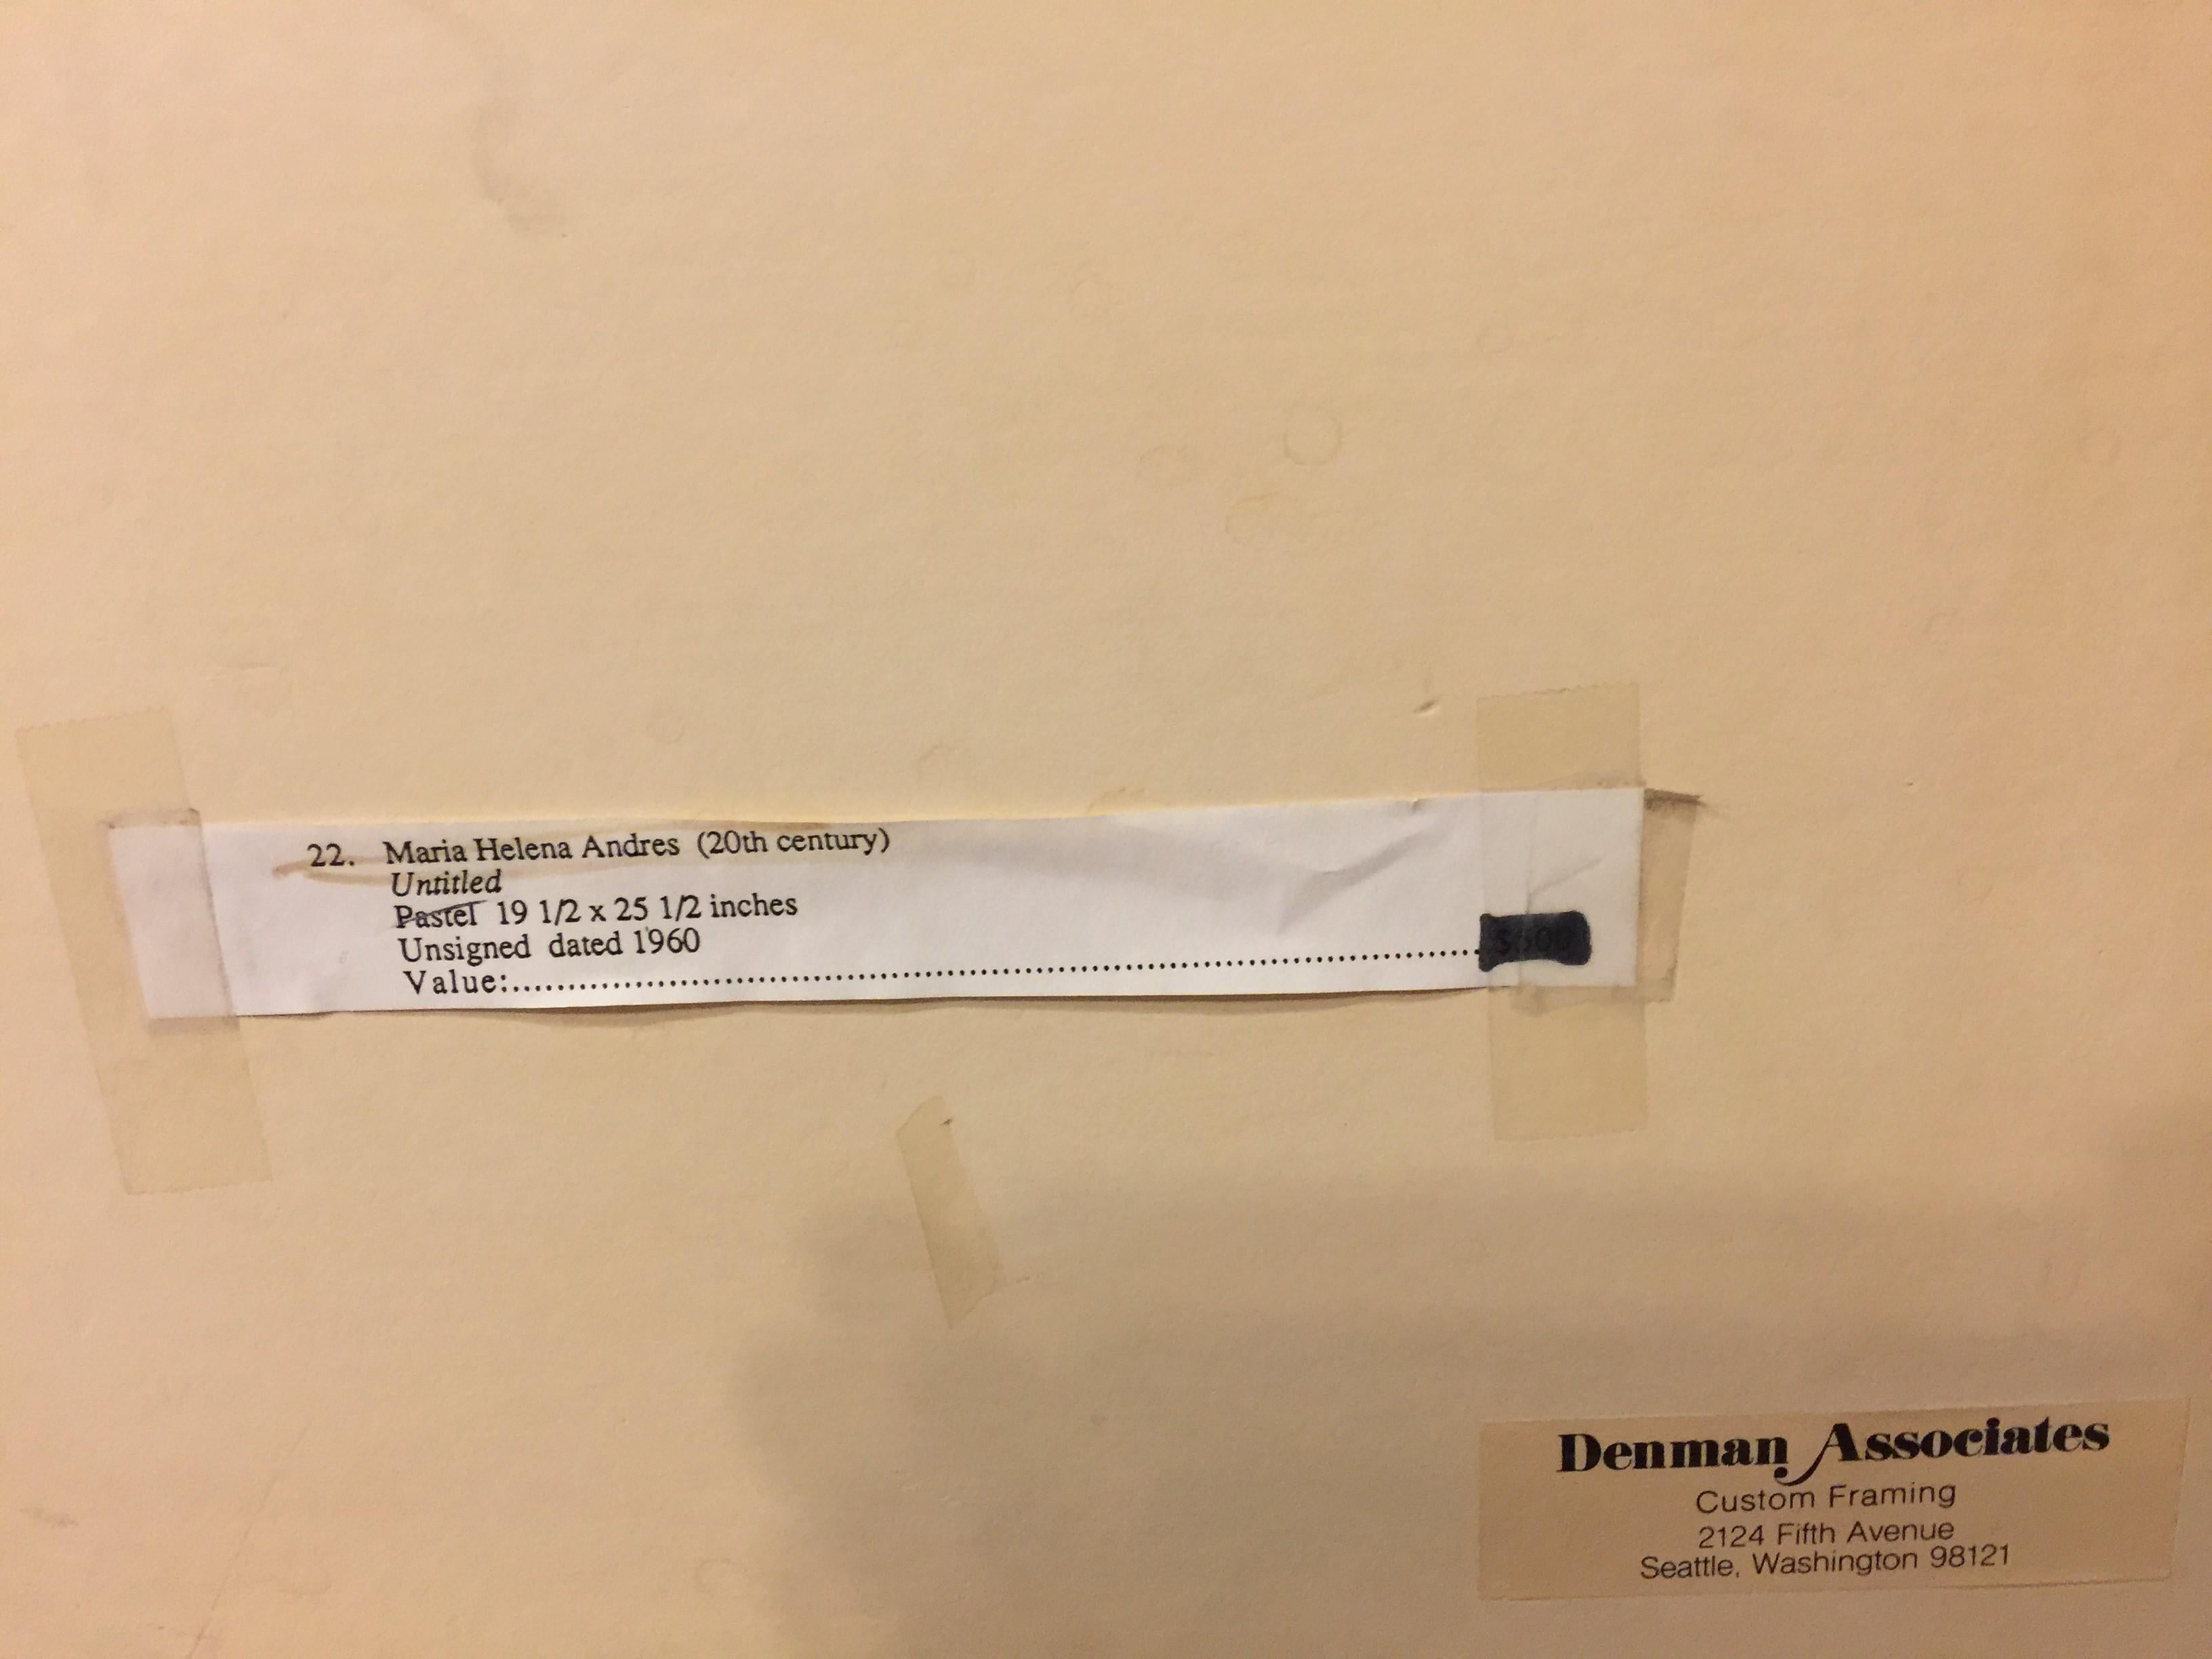 22. Maria Helena Andres (20th century)
Untitled
Pastel 19 1/2 x 25 1/2 inches
Unsigned dated 1960
Value:....................................................................................................
Denman Associates
Custom Framing
2124 Fifth Avenue
Seattle, Washington 98121